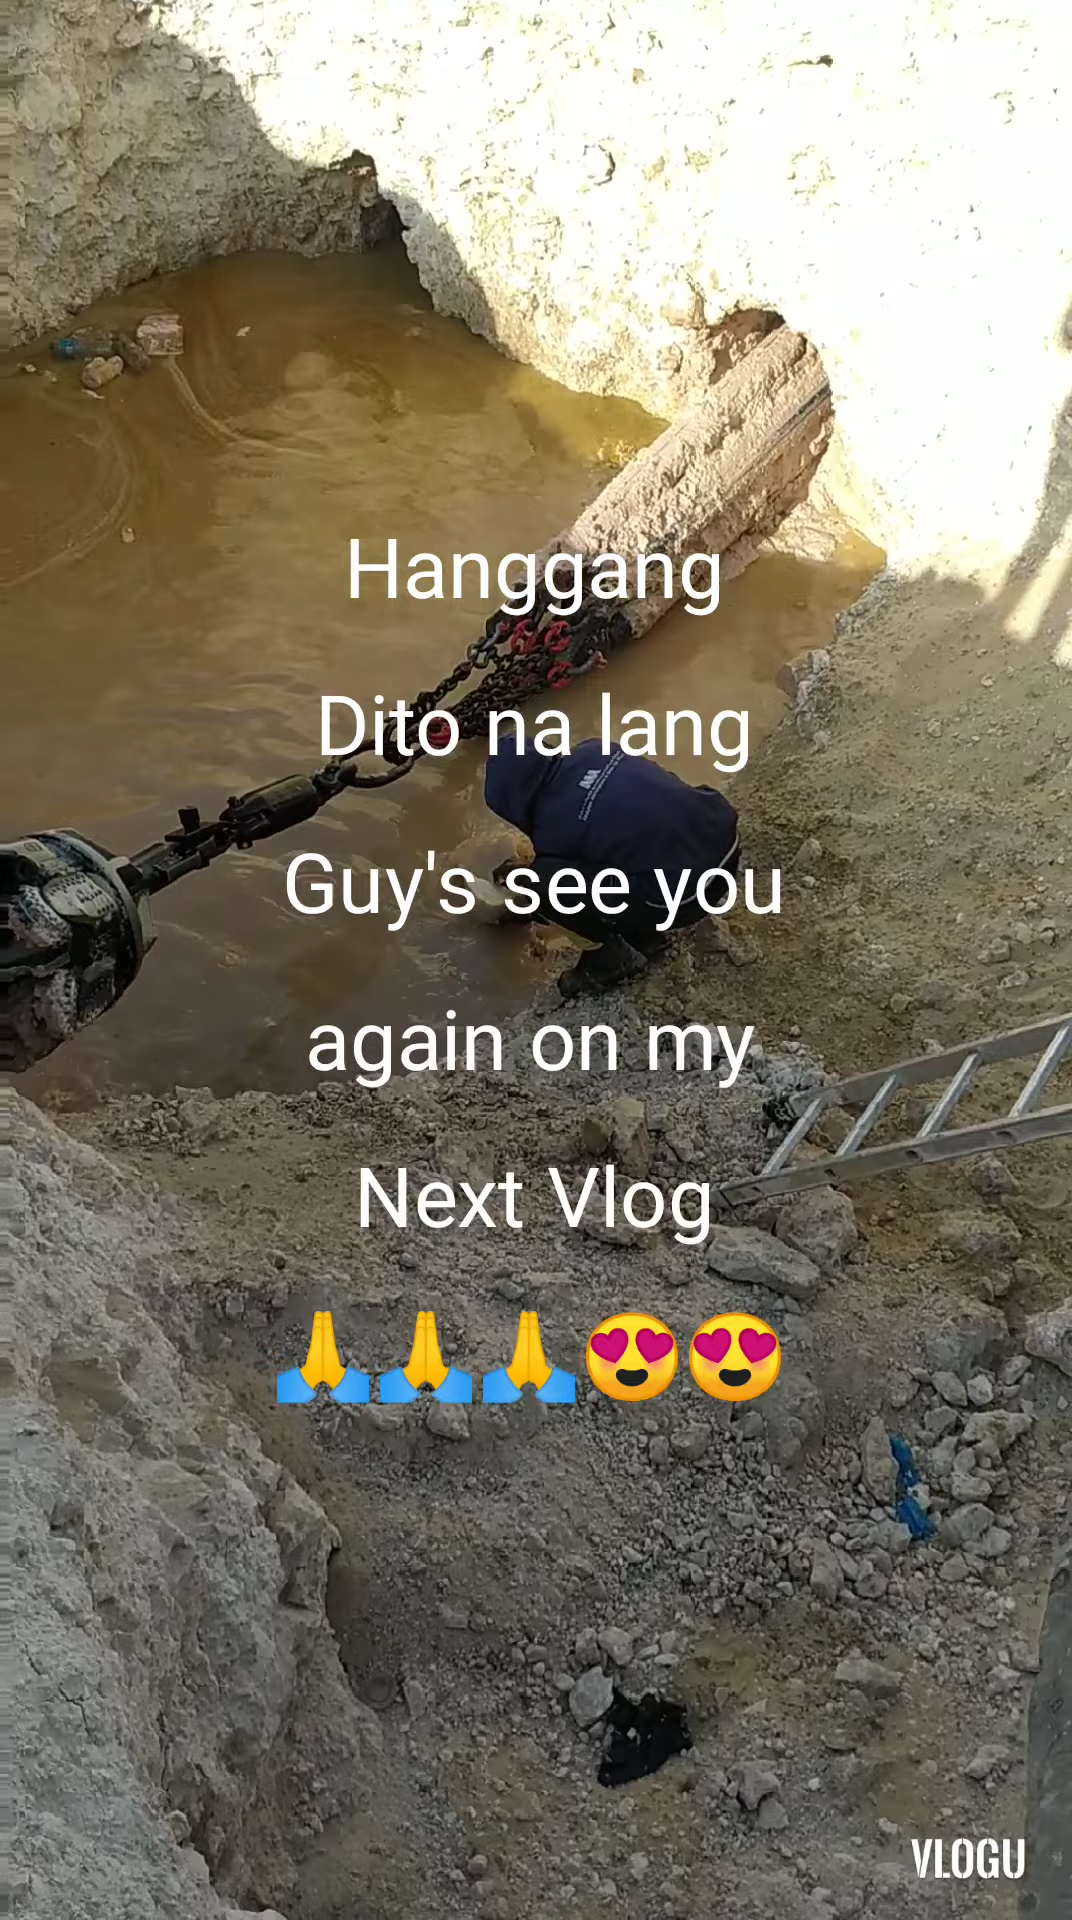 Hanggang
Dito na lang
Guy's see you
again on my
Next Vlog
🙏🙏🙏😍😍
VLOGU